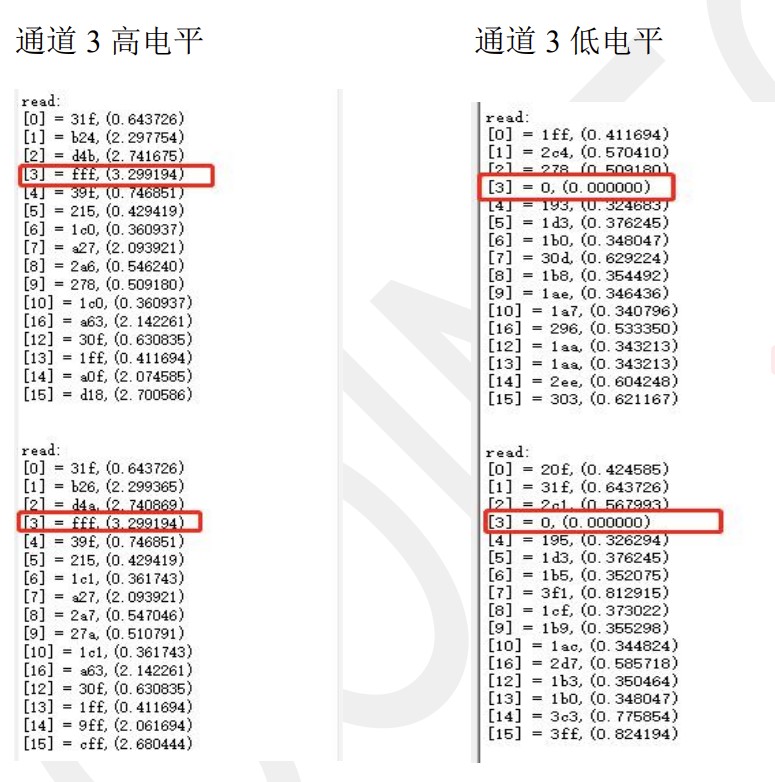 通道 3 高电平
read:
[0] = 31f, (0.643726)
[1] = b24, (2.297754)
[2] = d4b, (2.741675)
[3] = fff, (3.299194)
[4] = 39f, (0.746851)
[5] = 215, (0.429419)
[6] = 1c0, (0.360937)
[7] = a27, (2.093921)
[8] = 2a6, (0.546240)
[9] = 278, (0.509180)
[10] = 1c0, (0.360937)
[16] = a63, (2.142261)
[12] = 30f, (0.630835)
[13] = 1ff, (0.411694)
[14] = a0f, (2.074585)
[15] = d18, (2.700586)
read:
[0] = 31f, (0.643726)
[1] = b26, (2.299365)
[2] = d4a, (2.740869)
[3] = fff, (3.299194)
[4] = 39f, (0.746851)
[5] = 215, (0.429419)
[6] = 1c1, (0.361743)
[7] = a27, (2.093921)
[8] = 2a7, (0.547046)
[9] = 27a, (0.510791)
[10] = 1c1, (0.361743)
[16] = a63, (2.142261)
[12] = 30f, (0.630835)
[13] = 1ff, (0.411694)
[14] = 9ff, (2.061694)
[15] = cff, (2.680444)
通道 3 低电平
read:
[0] = 1ff, (0.411694)
[1] = 2c4, (0.570410)
[2] = 278, (0.509180)
[3] = 0, (0.000000)
[4] = 193, (0.324683)
[5] = 1d3, (0.376245)
[6] = 1b0, (0.348047)
[7] = 30d, (0.629224)
[8] = 1b8, (0.354492)
[9] = 1ae, (0.346436)
[10] = 1a7, (0.340796)
[16] = 296, (0.533350)
[12] = 1aa, (0.343213)
[13] = 1aa, (0.343213)
[14] = 2ee, (0.604248)
[15] = 303, (0.621167)
read:
[0] = 20f, (0.424585)
[1] = 31f, (0.643726)
[2] = 2c1, (0.567993)
[3] = 0, (0.000000)
[4] = 195, (0.326294)
[5] = 1d3, (0.376245)
[6] = 1b5, (0.352075)
[7] = 3f1, (0.812915)
[8] = 1cf, (0.373022)
[9] = 1b9, (0.355298)
[10] = 1ac, (0.344824)
[16] = 2d7, (0.585718)
[12] = 1b3, (0.350464)
[13] = 1b0, (0.348047)
[14] = 3c3, (0.775854)
[15] = 3ff, (0.824194)